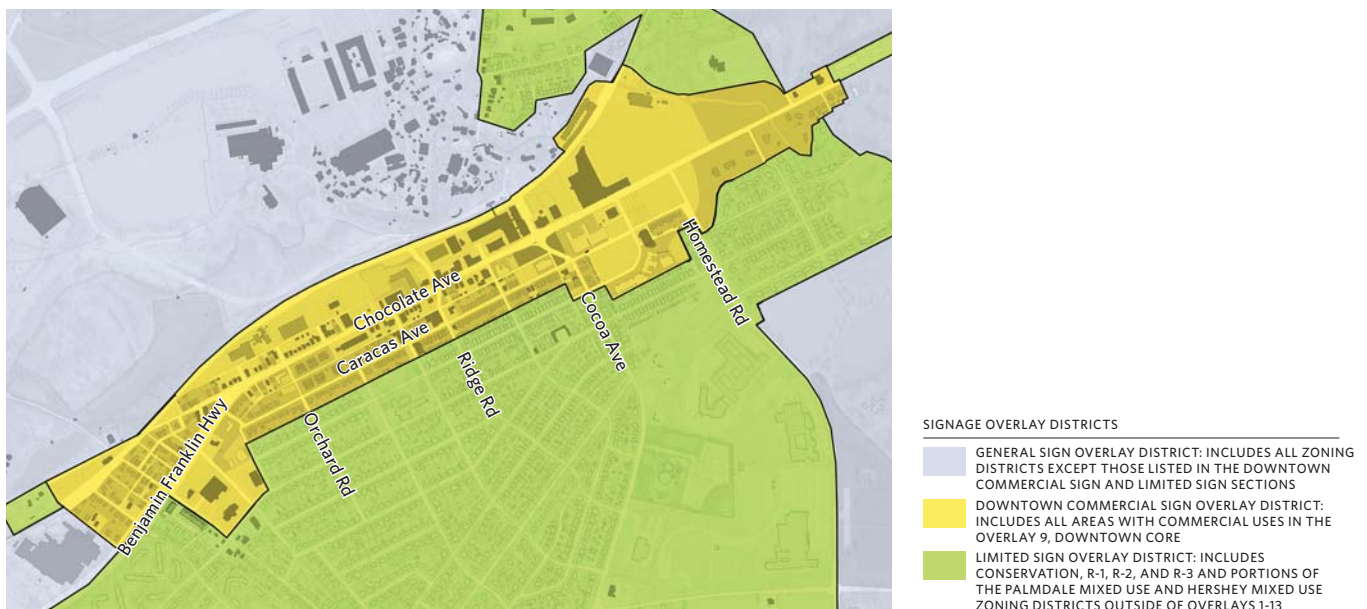 Chocolate Ave
Caracas Ave
Homestead Rd
Cocoa Ave
Ridge Rd
Orchard Rd
Benjamin Franklin Hwy
SIGNAGE OVERLAY DISTRICTS
GENERAL SIGN OVERLAY DISTRICT: INCLUDES ALL ZONING
DISTRICTS EXCEPT THOSE LISTED IN THE DOWNTOWN
COMMERCIAL SIGN AND LIMITED SIGN SECTIONS
DOWNTOWN COMMERCIAL SIGN OVERLAY DISTRICT:
INCLUDES ALL AREAS WITH COMMERCIAL USES IN THE
OVERLAY 9, DOWNTOWN CORE
LIMITED SIGN OVERLAY DISTRICT: INCLUDES
CONSERVATION, R-1, R-2, AND R-3 AND PORTIONS OF
THE PALMDALE MIXED USE AND HERSHEY MIXED USE
ZONING DISTRICTS OUTSIDE OF OVERLAYS 1-13